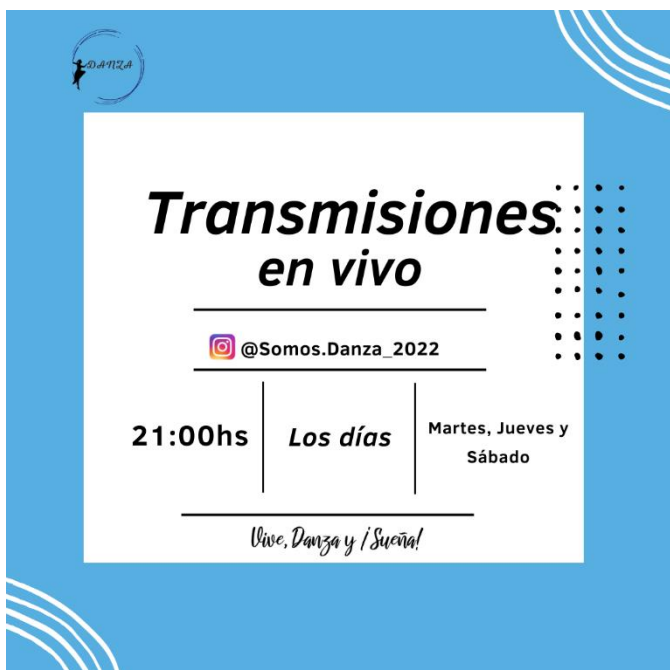 DANZA
Transmisiones
en vivo
@Somos.Danza_2022
21:00hs
Los días
Martes, Jueves y
Sábado
Vive, Danza y ¡Sueña!